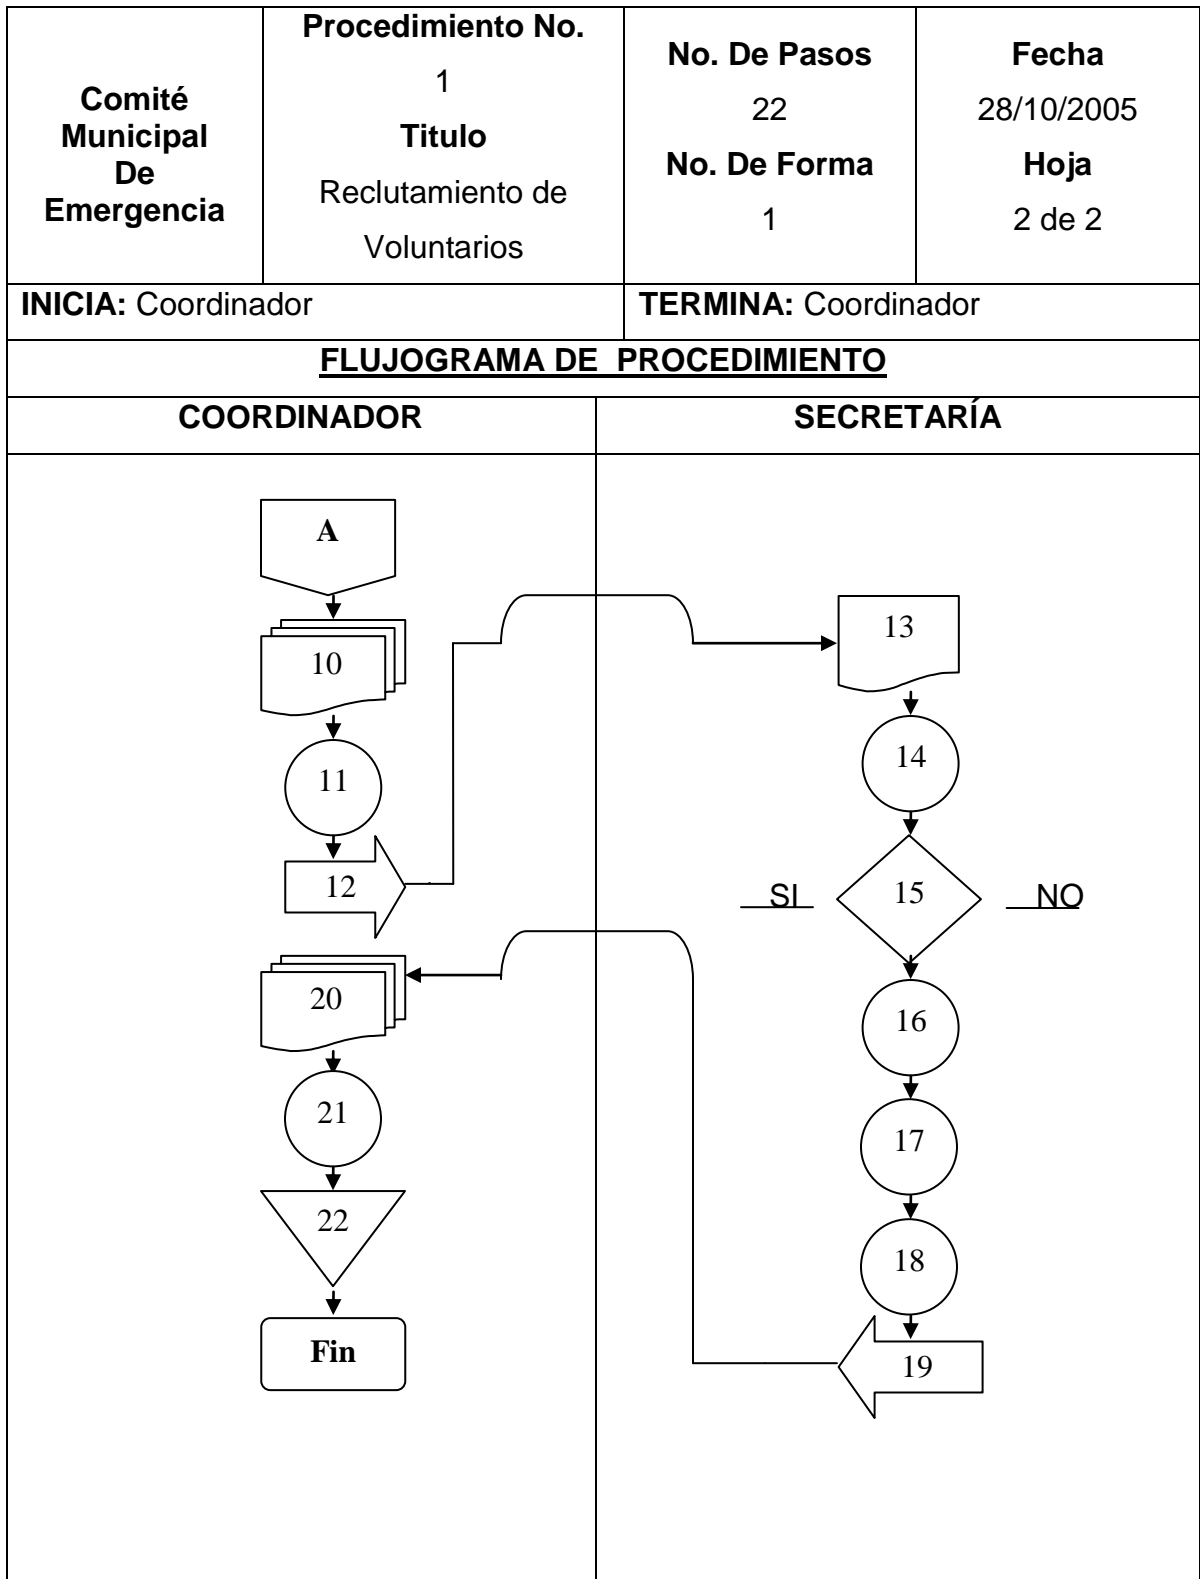 Comité
Municipal
De
Emergencia
Procedimiento No.
1
Titulo
Reclutamiento de
Voluntarios
No. De Pasos
22
No. De Forma
1
Fecha
28/10/2005
Hoja
2 de 2
INICIA: Coordinador
TERMINA: Coordinador
FLUJOGRAMA DE PROCEDIMIENTO
COORDINADOR
SECRETARÍA
A
10
11
12
13
14
SI
15
NO
16
17
18
19
20
21
22
Fin